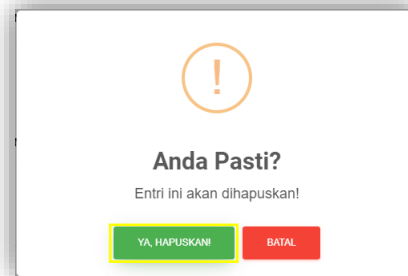 !
Anda Pasti?
Entri ini akan dihapuskan!
YA, HAPUSKAN! BATAL